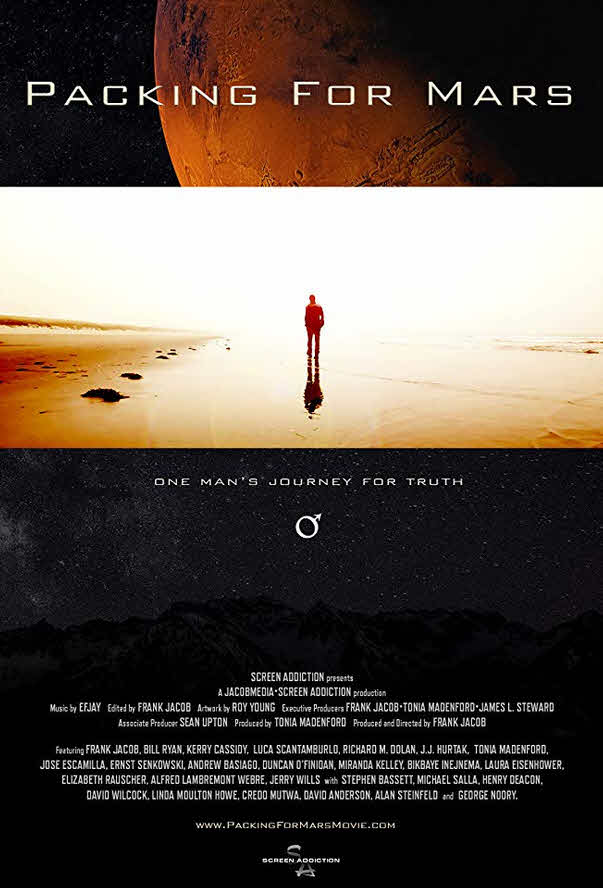 PACKING FOR MARS
ONE MAN'S JOURNEY FOR TRUTH
SCREEN ADDICTION presents
A JACOBMEDIA•SCREEN ADDICTION production
Music by EFJAY Edited by FRANK JACOB Artwork by ROY YOUNG Executive Producers FRANK JACOB•TONIA MADENFORD•JAMES L. STEWARD
Associate Producer SEAN UPTON Produced by TONIA MADENFORD Produced and Directed by FRANK JACOB
Featuring FRANK JACOB, BILL RYAN, KERRY CASSIDY, LUCA SCANTAMBURLO, RICHARD M. DOLAN, J.J. HURTAK, TONIA MADENFORD,
JOSE ESCAMILLA, ERNST SENKOWSKI, ANDREW BASIAGO, DUNCAN O'FINIOAN, MIRANDA KELLEY, BIKBAYE INEJNEMA, LAURA EISENHOWER,
ELIZABETH RAUSCHER, ALFRED LAMBREMONT WEBRE, JERRY WILLS with STEPHEN BASSETT, MICHAEL SALLA, HENRY DEACON,
DAVID WILCOCK, LINDA MOULTON HOWE, CREDO MUTWA, DAVID ANDERSON, ALAN STEINFELD and GEORGE NOORY.
WWW.PACKINGFORMARSMOVIE.COM
SA
SCREEN ADDICTION